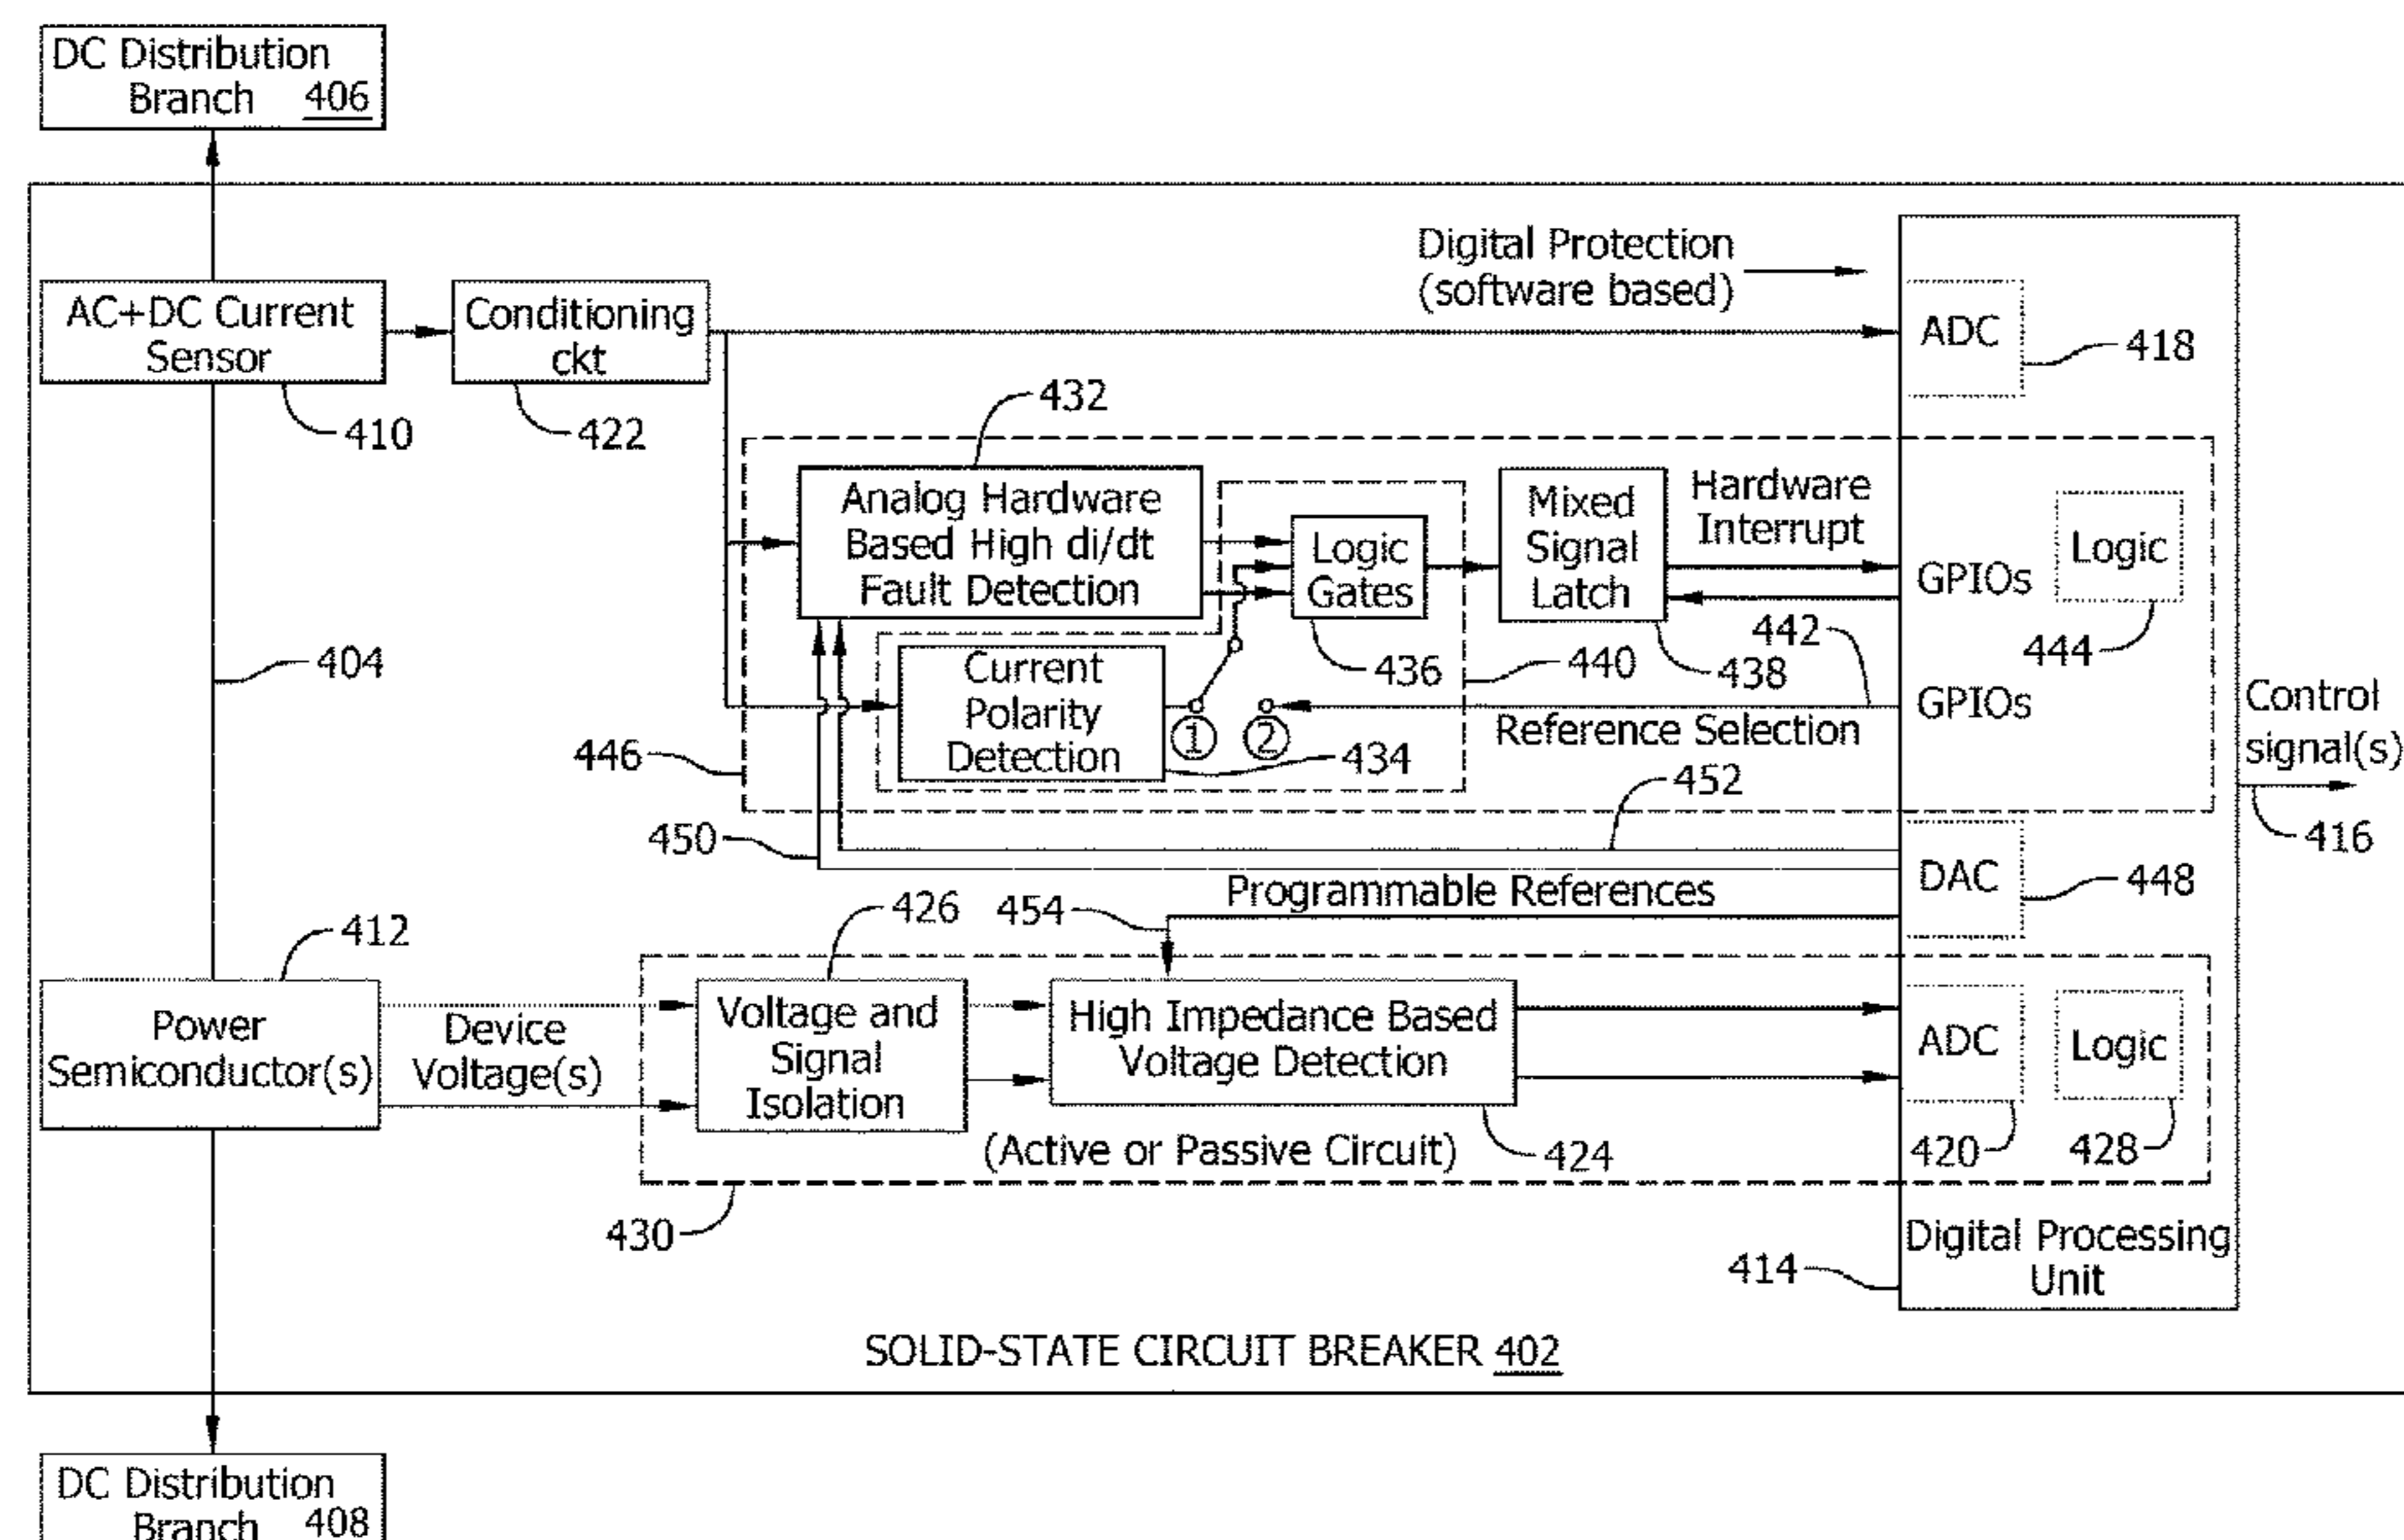 DC Distribution
Branch 406
Digital Protection
(software based)
AC+DC Current
Sensor
Conditioning
ckt
ADC
418
410
422
432
Analog Hardware
Based High di/dt
Fault Detection
Logic
Gates
Mixed
Signal
Latch
Hardware
Interrupt
GPIOs
Logic
444
404
Current
Polarity
Detection
436
440
442
438
GPIOs
Control
signal(s)
① ②
Reference Selection
446
434
452
450
416
DAC
448
Programmable References
426
454
412
Power
Semiconductor(s)
Device
Voltage(s)
Voltage and
Signal
Isolation
High Impedance Based
Voltage Detection
ADC
Logic
(Active or Passive Circuit)
424
420
428
430
Digital Processing
Unit
414
SOLID-STATE CIRCUIT BREAKER 402
DC Distribution
Branch 408